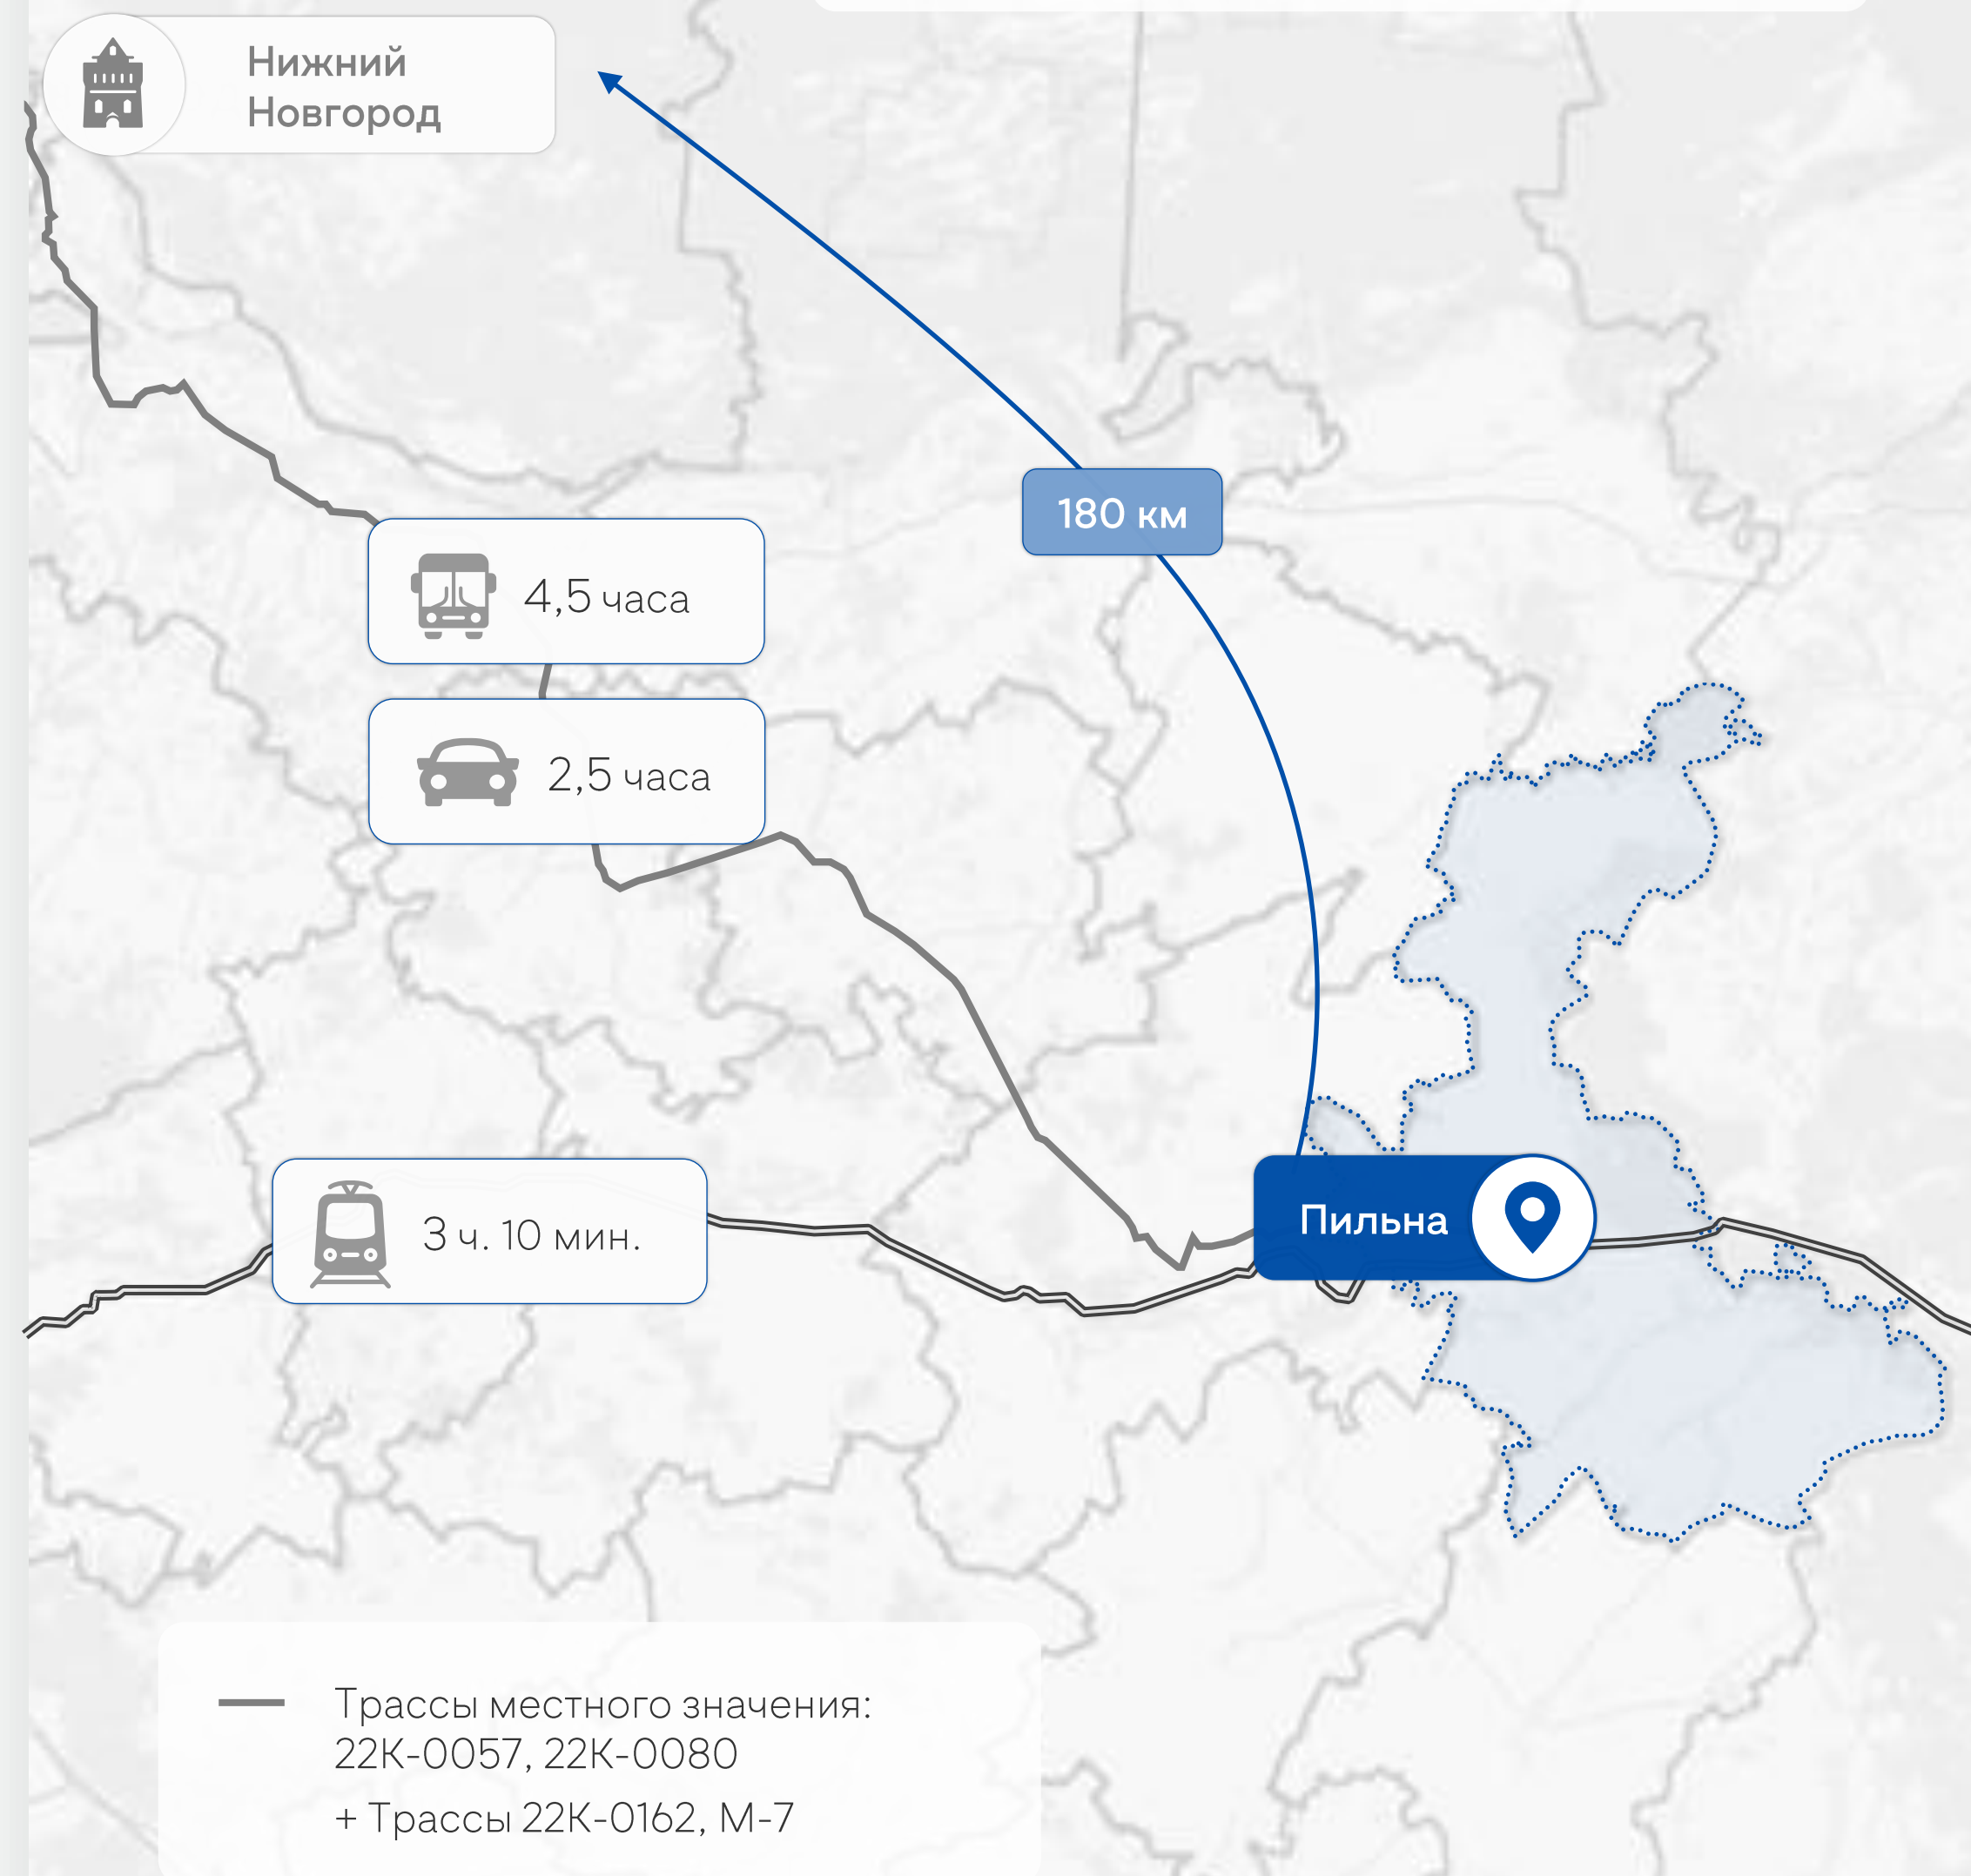 Нижний
Новгород
180 км
4,5 часа
2,5 часа
Пильна
3 ч. 10 мин.
Трассы местного значения:
22К-0057, 22К-0080
+ Трассы 22К-0162, М-7